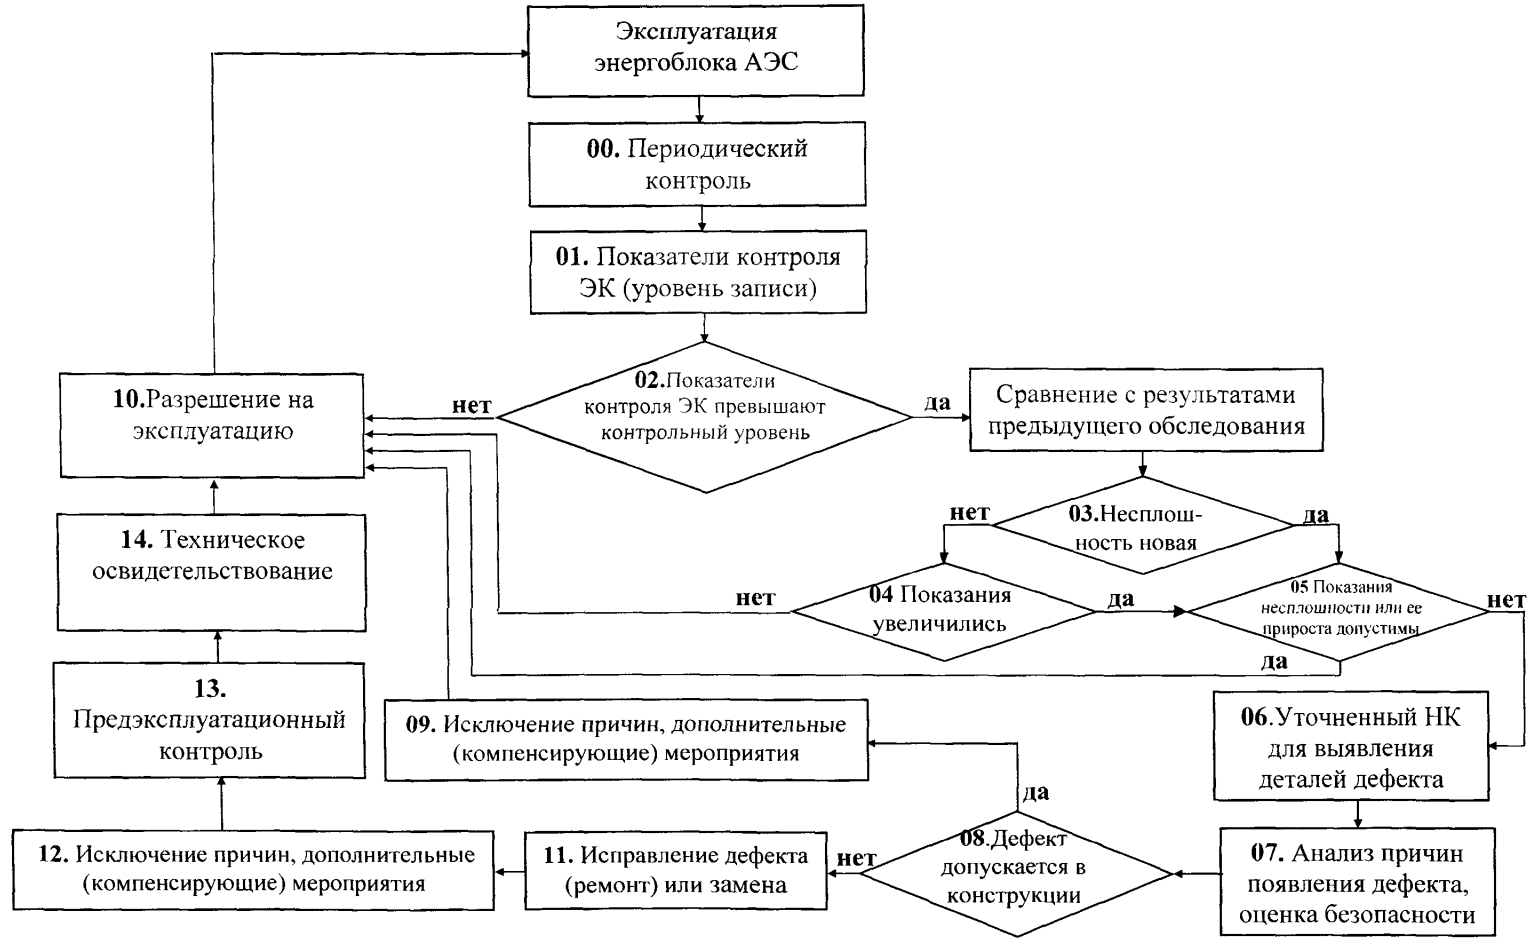 Эксплуатация
энергоблока АЭС
00. Периодический
контроль
01. Показатели контроля
ЭК (уровень записи)
02.Показатели
контроля ЭК превышают
контрольный уровень
нет
да
10.Разрешение на
эксплуатацию
Сравнение с результатами
предыдущего обследования
03.Несплош-
ность новая
нет
да
14. Техническое
освидетельствование
04 Показания
увеличились
нет
да
05 Показания
несплошности или ее
прироста допустимы
нет
да
13.
Предэксплуатационный
контроль
09. Исключение причин, дополнительные
(компенсирующие) мероприятия
06.Уточненный НК
для выявления
деталей дефекта
да
08.Дефект
допускается в
конструкции
нет
12. Исключение причин, дополнительные
(компенсирующие) мероприятия
11. Исправление дефекта
(ремонт) или замена
07. Анализ причин
появления дефекта,
оценка безопасности